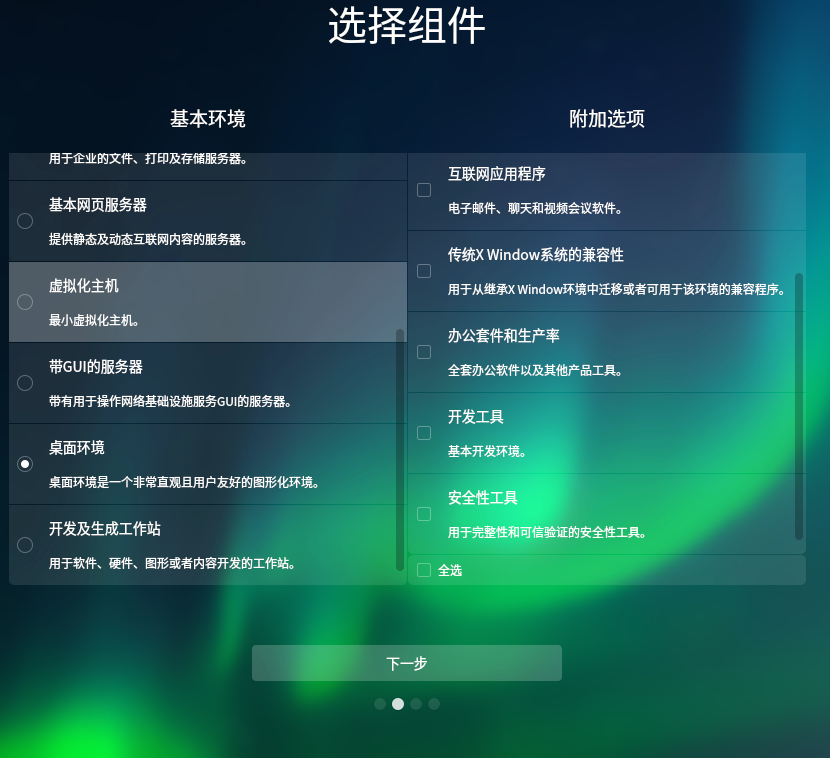 选择组件
基本环境
用于企业的文件、打印及存储服务器。
基本网页服务器
提供静态及动态互联网内容的服务器。
虚拟化主机
最小虚拟化主机。
带GUI的服务器
带有用于操作网络基础设施服务GUI的服务器。
桌面环境
桌面环境是一个非常直观且用户友好的图形化环境。
开发及生成工作站
用于软件、硬件、图形或者内容开发的工作站。
附加选项
互联网应用程序
电子邮件、聊天和视频会议软件。
传统X Window系统的兼容性
用于从继承X Window环境中迁移或者可用于该环境的兼容程序。
办公套件和生产率
全套办公软件以及其他产品工具。
开发工具
基本开发环境。
安全性工具
用于完整性和可信验证的安全性工具。
全选
下一步